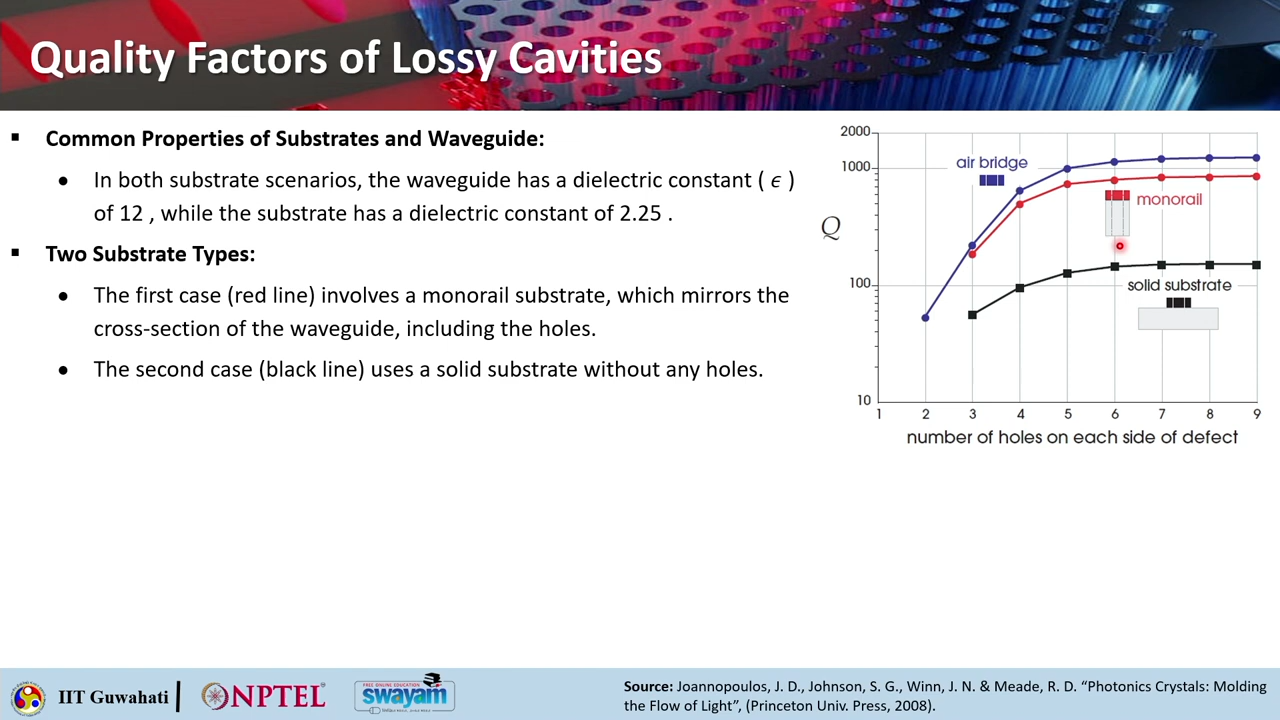 Quality Factors of Lossy Cavities
▪ Common Properties of Substrates and Waveguide:
● In both substrate scenarios, the waveguide has a dielectric constant ( ϵ )
of 12 , while the substrate has a dielectric constant of 2.25 .
▪ Two Substrate Types:
● The first case (red line) involves a monorail substrate, which mirrors the
cross-section of the waveguide, including the holes.
● The second case (black line) uses a solid substrate without any holes.
2000
1000
100
10
Q
air bridge
monorail
solid substrate
1 2 3 4 5 6 7 8 9
number of holes on each side of defect
IIT Guwahati
NPTEL
FREE ONLINE EDUCATION
swayam
Source: Joannopoulos, J. D., Johnson, S. G., Winn, J. N. & Meade, R. D. “Photonics Crystals: Molding
the Flow of Light”, (Princeton Univ. Press, 2008).